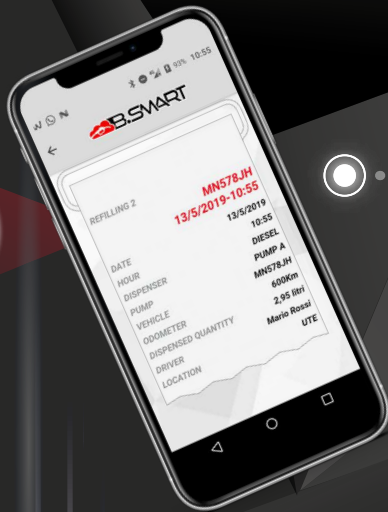 10:55
93%
B.SMART
REFILLING 2
MN578JH
13/5/2019-10:55
DATE 13/5/2019
HOUR 10:55
DISPENSER DIESEL
PUMP PUMP A
VEHICLE MN578JH
ODOMETER 600Km
DISPENSED QUANTITY 2,95 litri
DRIVER Mario Rossi
LOCATION UTE